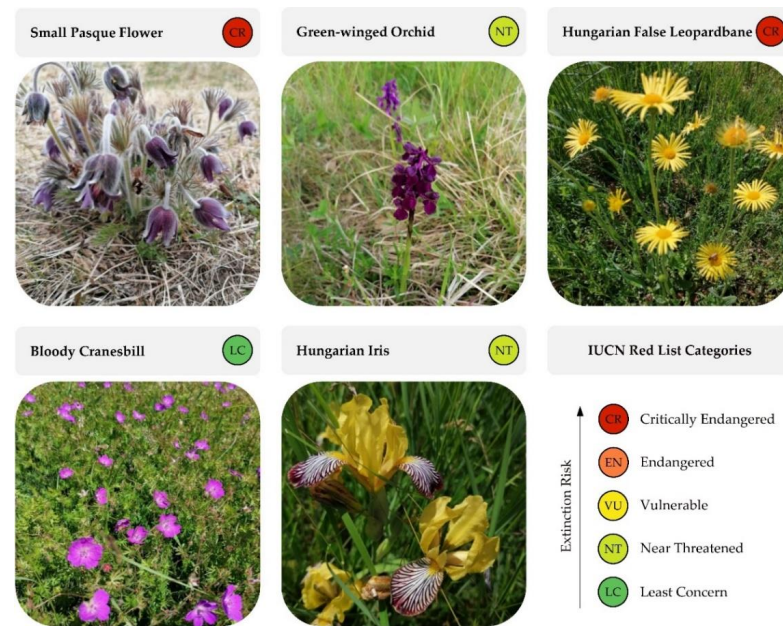 Small Pasque Flower CR
Green-winged Orchid NT
Hungarian False Leopardbane CR
Bloody Cranesbill LC
Hungarian Iris NT
IUCN Red List Categories
Extinction Risk
CR Critically Endangered
EN Endangered
VU Vulnerable
NT Near Threatened
LC Least Concern